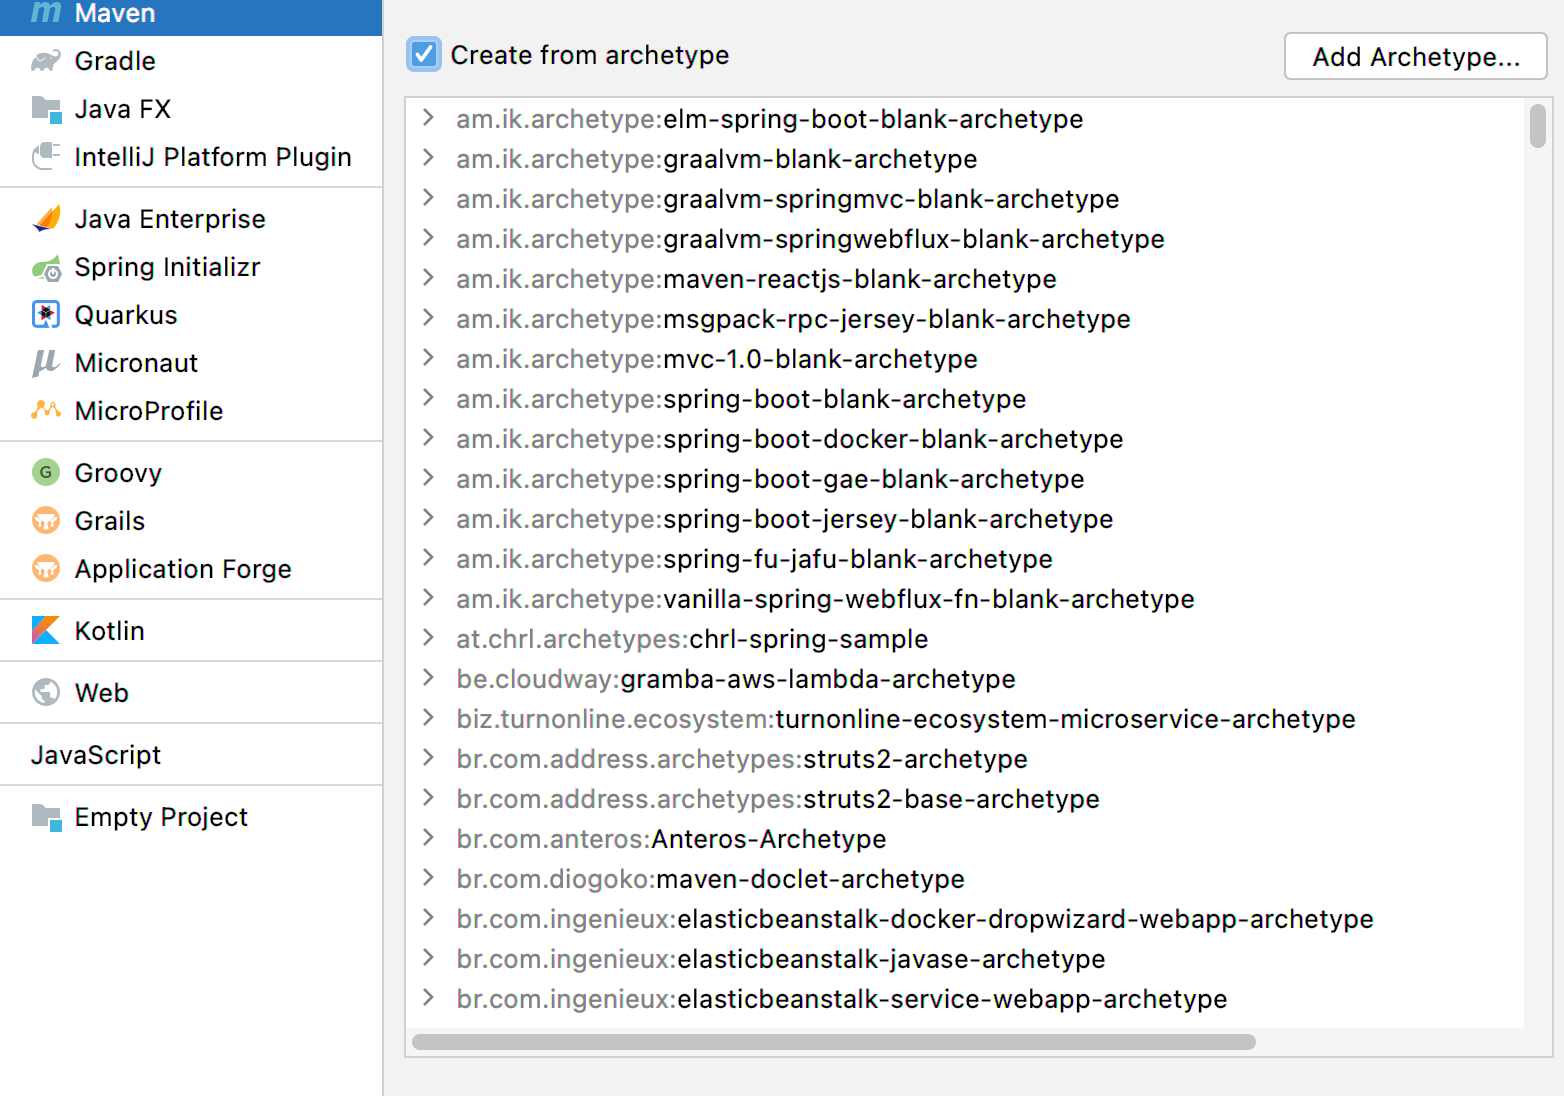 Maven
Gradle
Java FX
IntelliJ Platform Plugin
Java Enterprise
Spring Initializr
Quarkus
Micronaut
MicroProfile
G Groovy
Grails
Application Forge
Kotlin
Web
JavaScript
Empty Project
Create from archetype
Add Archetype...
am.ik.archetype:elm-spring-boot-blank-archetype
am.ik.archetype:graalvm-blank-archetype
am.ik.archetype:graalvm-springmvc-blank-archetype
am.ik.archetype:graalvm-springwebflux-blank-archetype
am.ik.archetype:maven-reactjs-blank-archetype
am.ik.archetype:msgpack-rpc-jersey-blank-archetype
am.ik.archetype:mvc-1.0-blank-archetype
am.ik.archetype:spring-boot-blank-archetype
am.ik.archetype:spring-boot-docker-blank-archetype
am.ik.archetype:spring-boot-gae-blank-archetype
am.ik.archetype:spring-boot-jersey-blank-archetype
am.ik.archetype:spring-fu-jafu-blank-archetype
am.ik.archetype:vanilla-spring-webflux-fn-blank-archetype
at.chrl.archetypes:chrl-spring-sample
be.cloudway:gramba-aws-lambda-archetype
biz.turnonline.ecosystem:turnonline-ecosystem-microservice-archetype
br.com.address.archetypes:struts2-archetype
br.com.address.archetypes:struts2-base-archetype
br.com.anteros:Anteros-Archetype
br.com.diogoko:maven-doclet-archetype
br.com.ingenieux:elasticbeanstalk-docker-dropwizard-webapp-archetype
br.com.ingenieux:elasticbeanstalk-javase-archetype
br.com.ingenieux:elasticbeanstalk-service-webapp-archetype